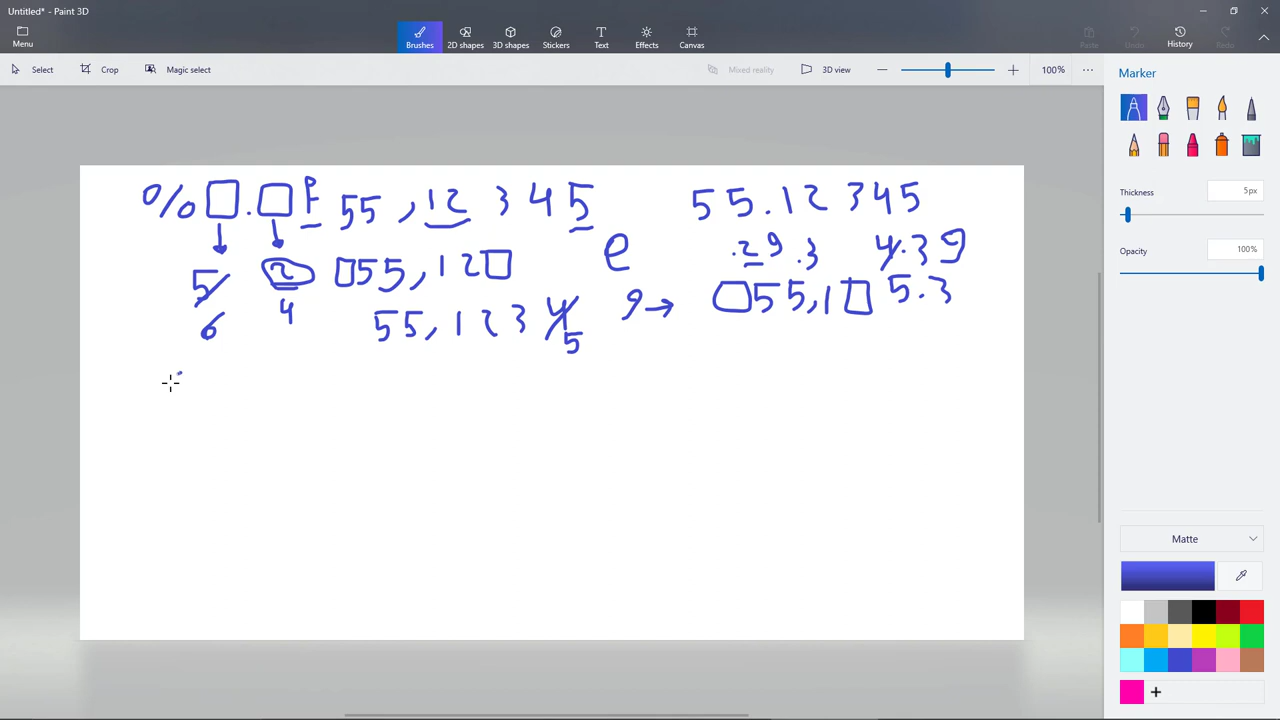 Untitled* - Paint 3D
Menu
Brushes
2D shapes
3D shapes
Stickers
Text
Effects
Canvas
Paste
Undo
History
Redo
Select
Crop
Magic select
Mixed reality
3D view
100%
Marker
Thickness
5px
Opacity
100%
Matte
%□.□F 55,12345
55.12345
5 2 □55,12□
e
.29 .3
4.39
6 4
55,1234
5
9→ □55,1□ 5.3